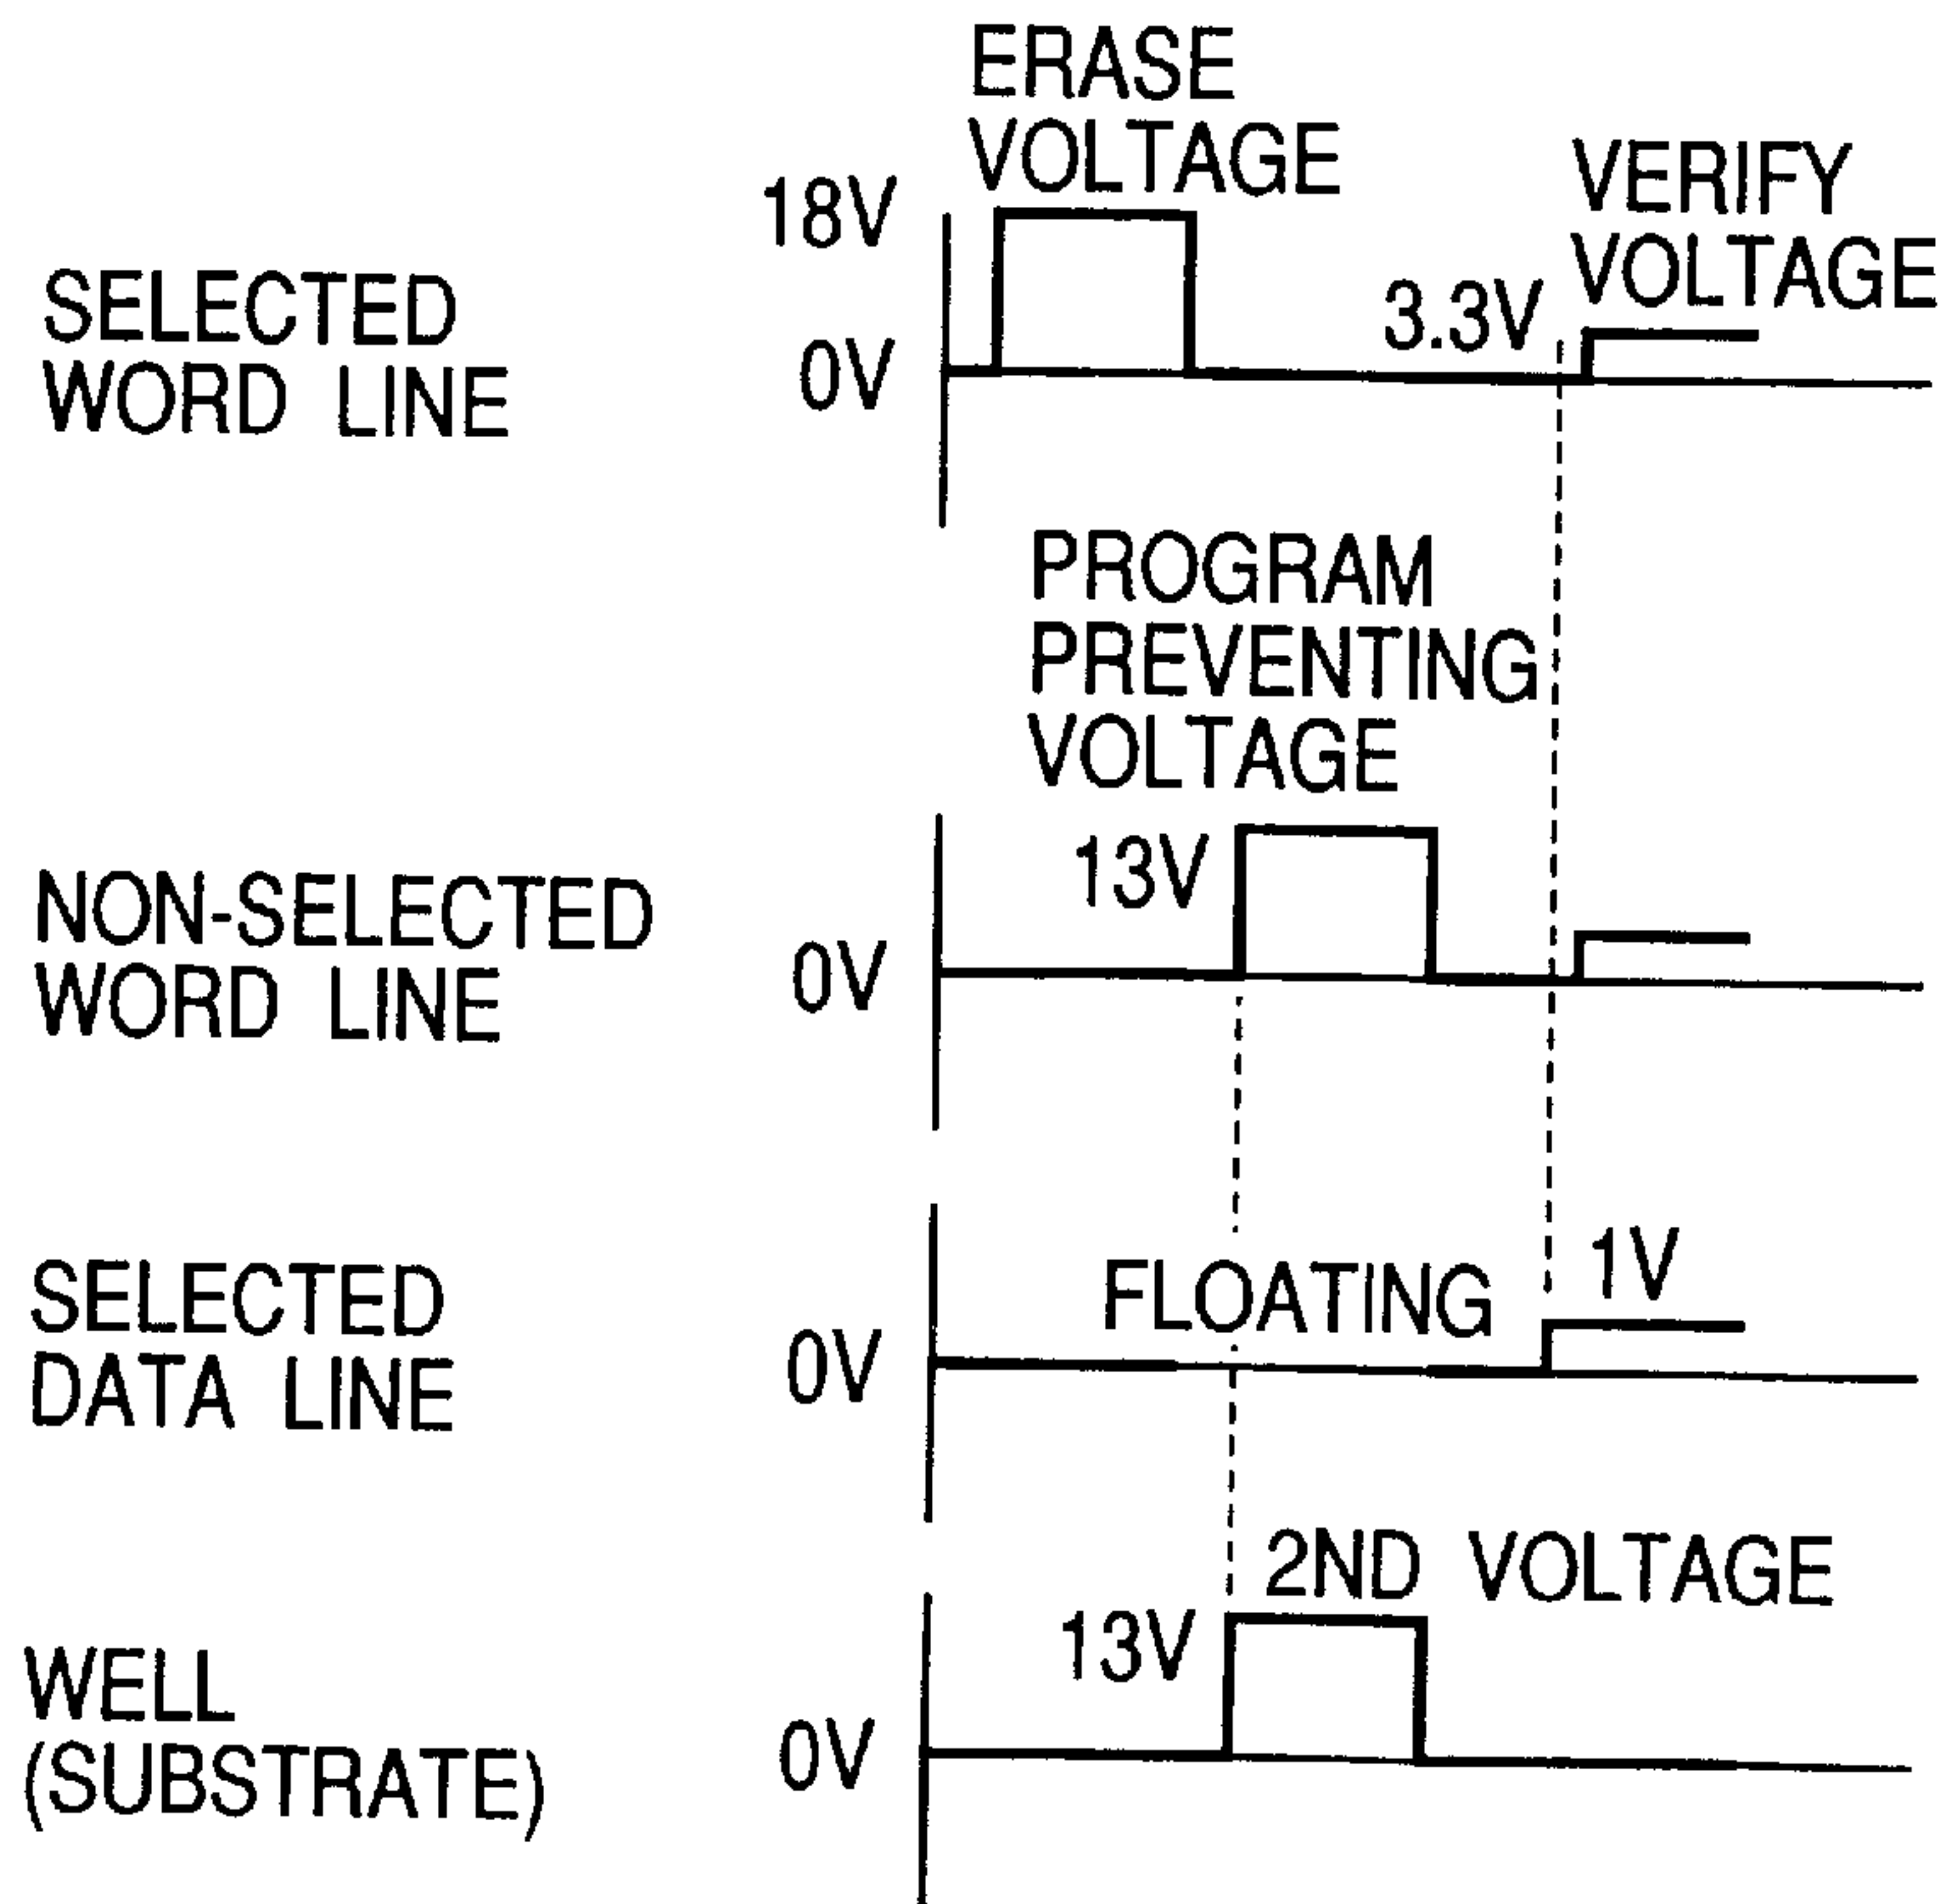 ERASE
VOLTAGE
18V
VERIFY
VOLTAGE
SELECTED
WORD LINE
3.3V
0V
PROGRAM
PREVENTING
VOLTAGE
13V
NON-SELECTED
WORD LINE
0V
SELECTED
DATA LINE
FLOATING
1V
0V
2ND VOLTAGE
13V
WELL
(SUBSTRATE)
0V